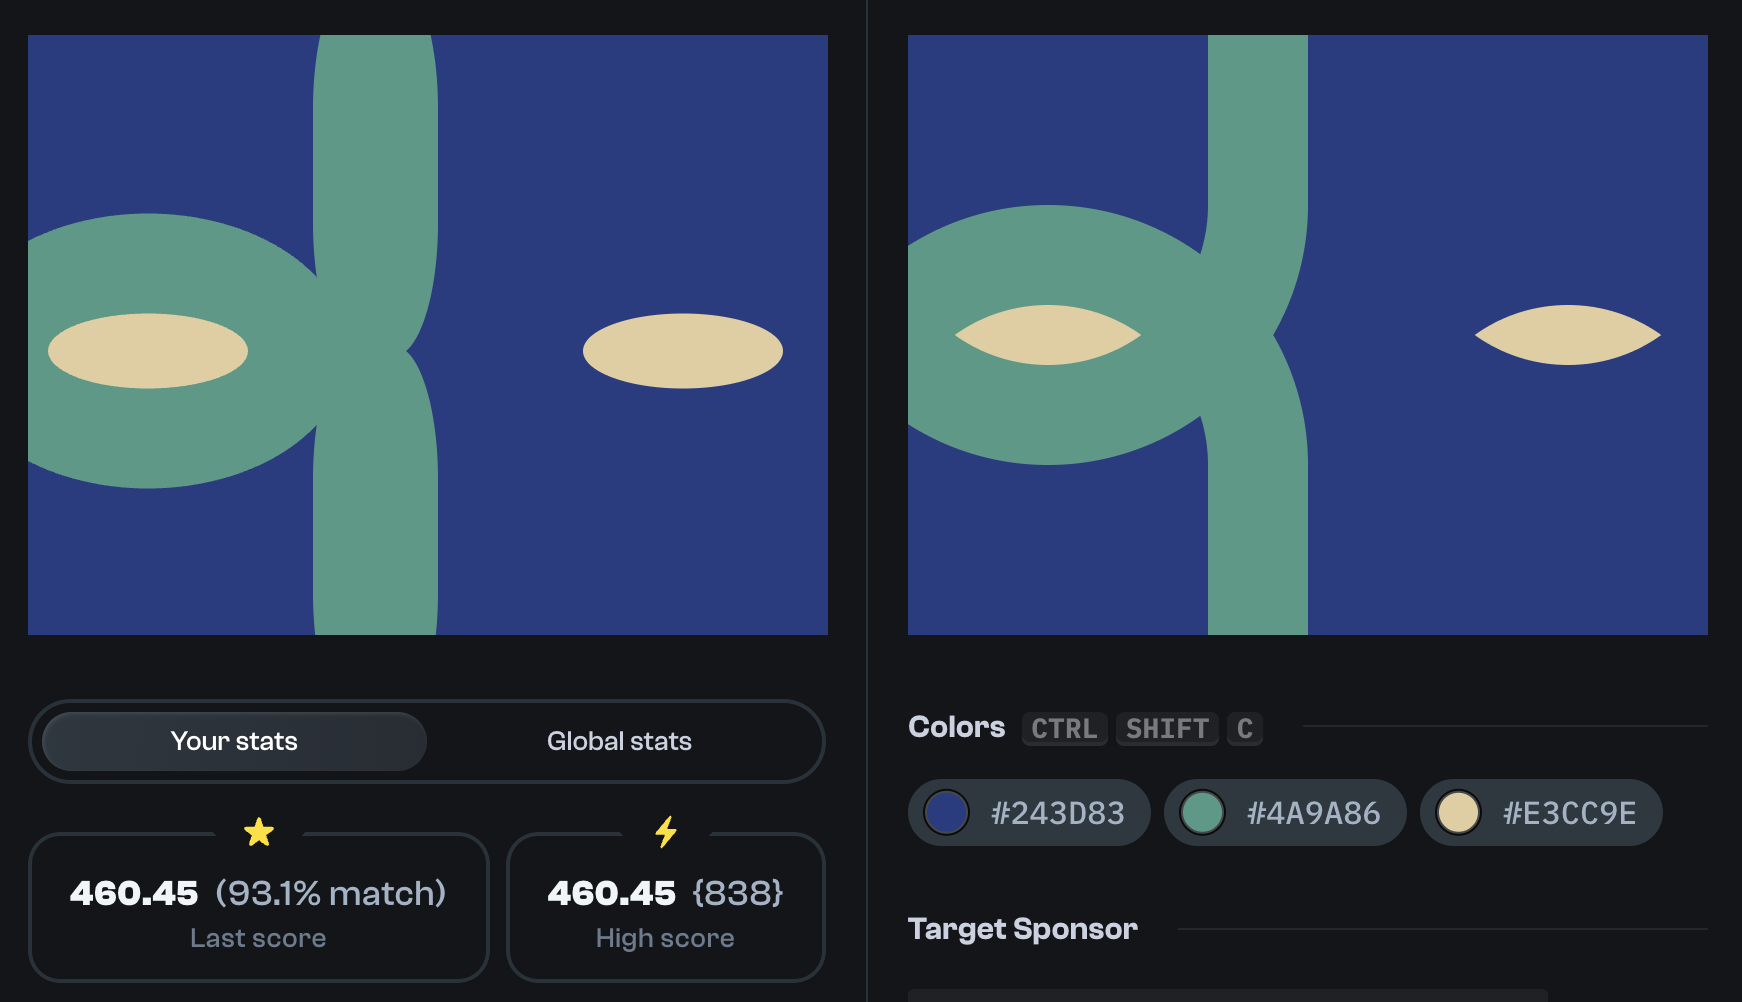 Your stats
Global stats
460.45 (93.1% match)
Last score
460.45 {838}
High score
Colors CTRL SHIFT C
#243D83
#4A9A86
#E3CC9E
Target Sponsor